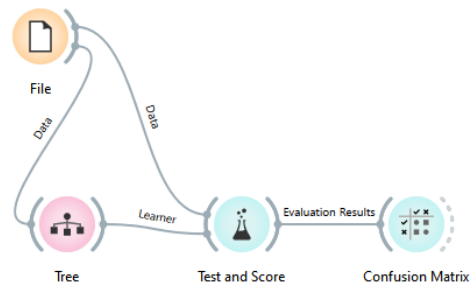 File
Data
Data
Learner
Evaluation Results
Tree
Test and Score
Confusion Matrix